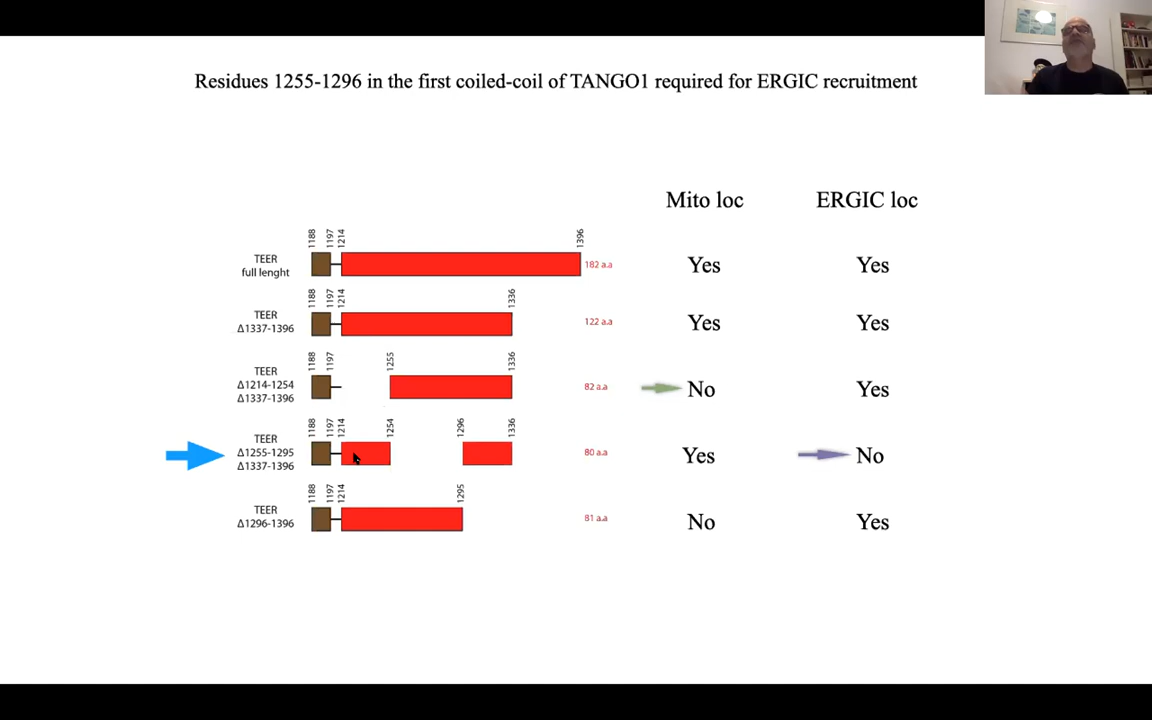 Residues 1255-1296 in the first coiled-coil of TANGO1 required for ERGIC recruitment
Mito loc ERGIC loc
1188 1197 1214 1396
TEER
full lenght
182 a.a
Yes Yes
1188 1197 1214 1336
TEER
Δ1337-1396
122 a.a
Yes Yes
1188 1197 1255 1336
TEER
Δ1214-1254
Δ1337-1396
82 a.a
No Yes
1188 1197 1214 1254 1296 1336
TEER
Δ1255-1295
Δ1337-1396
80 a.a
Yes No
1188 1197 1214 1295
TEER
Δ1296-1396
81 a.a
No Yes